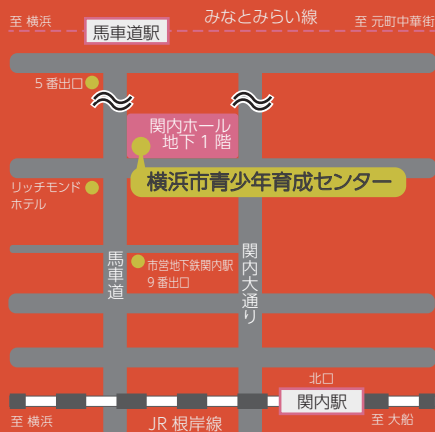 みなとみらい線
至 横浜
馬車道駅
至 元町中華街
5 番出口
関内ホール
地下 1 階
横浜市青少年育成センター
リッチモンド
ホテル
馬車道
市営地下鉄関内駅
9 番出口
関内大通り
北口
関内駅
至 横浜
JR 根岸線
至 大船